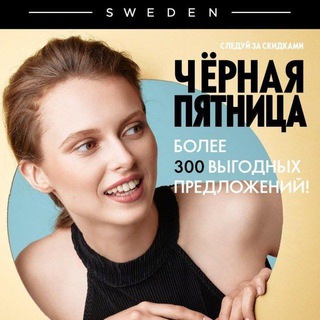 SWEDEN
СЛЕДУЙ ЗА СКИДКАМИ
ЧЁРНАЯ
ПЯТНИЦА
БОЛЕЕ
300 ВЫГОДНЫХ
ПРЕДЛОЖЕНИЙ!